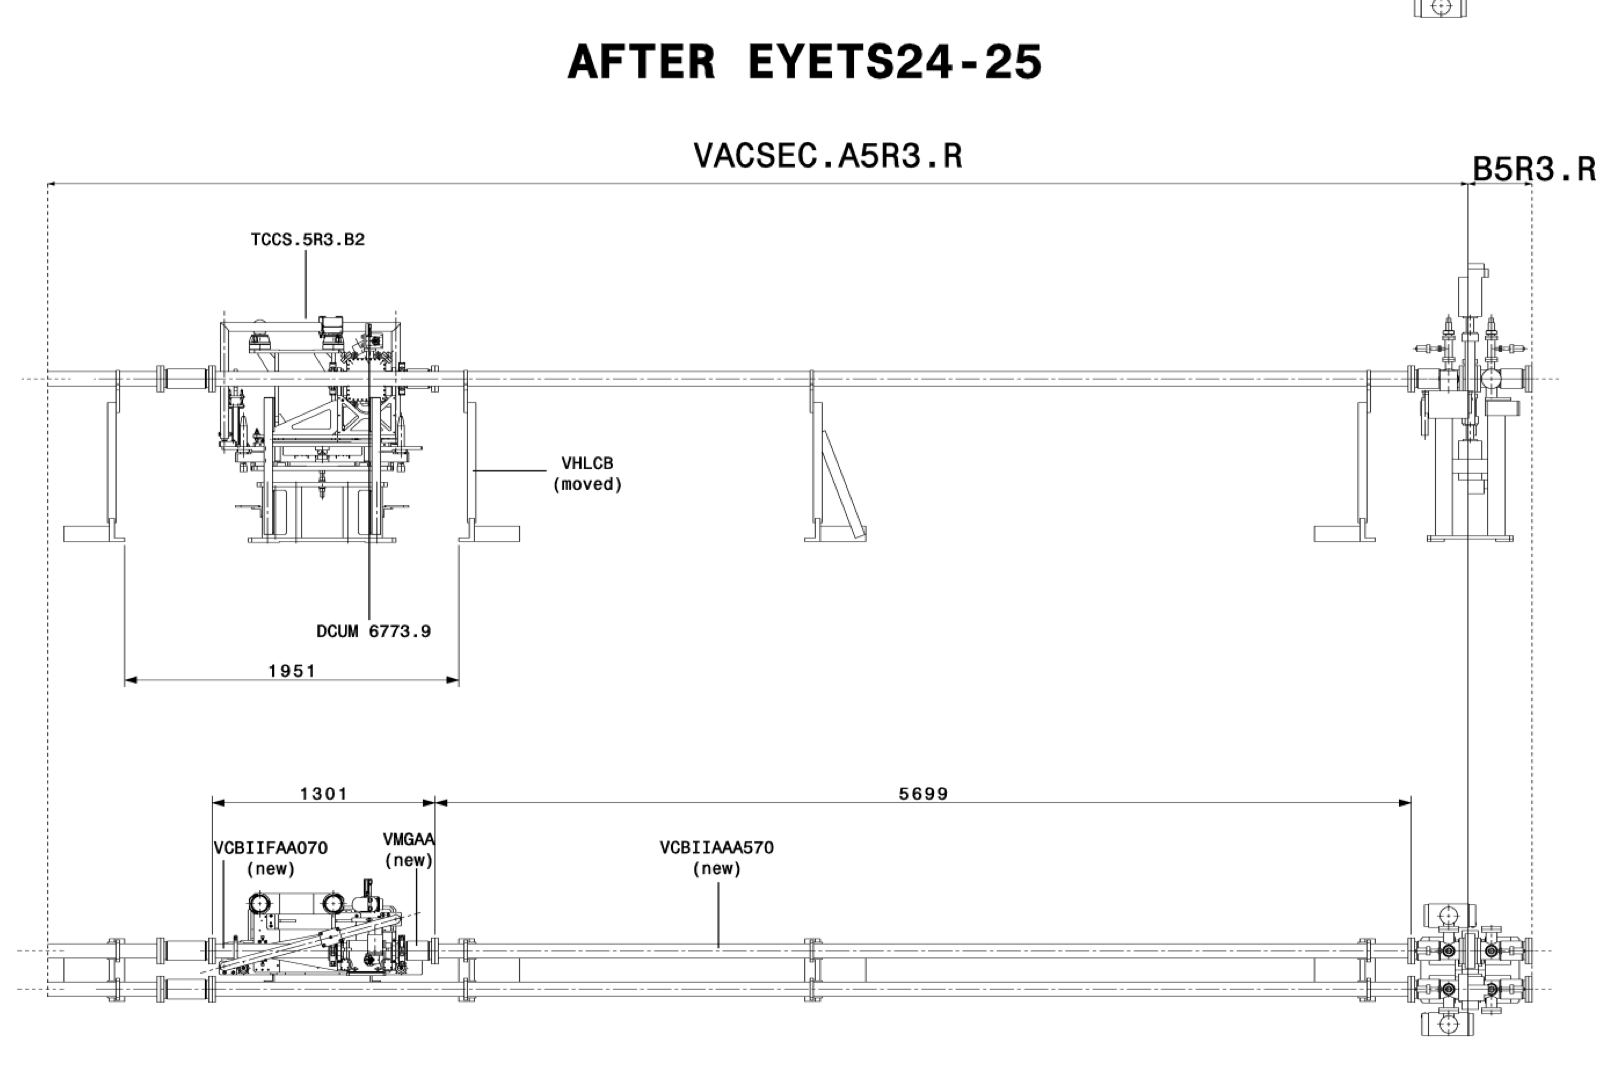 AFTER EYETS24-25
VACSEC.A5R3.R
B5R3.R
TCCS.5R3.B2
VHLCB
(moved)
DCUM 6773.9
1951
1301
5699
VCBIIFAA070
(new)
VMGAA
(new)
VCBIIAAA570
(new)